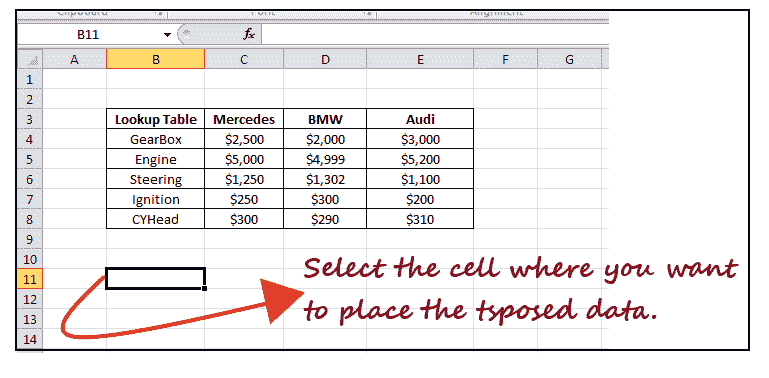 Clipboard Font Alignment
B11 fx
A B C D E F G
1
2
3 Lookup Table Mercedes BMW Audi
4 GearBox $2,500 $2,000 $3,000
5 Engine $5,000 $4,999 $5,200
6 Steering $1,250 $1,302 $1,100
7 Ignition $250 $300 $200
8 CYHead $300 $290 $310
9
10
11
12
13
14
Select the cell where you want
to place the tsposed data.